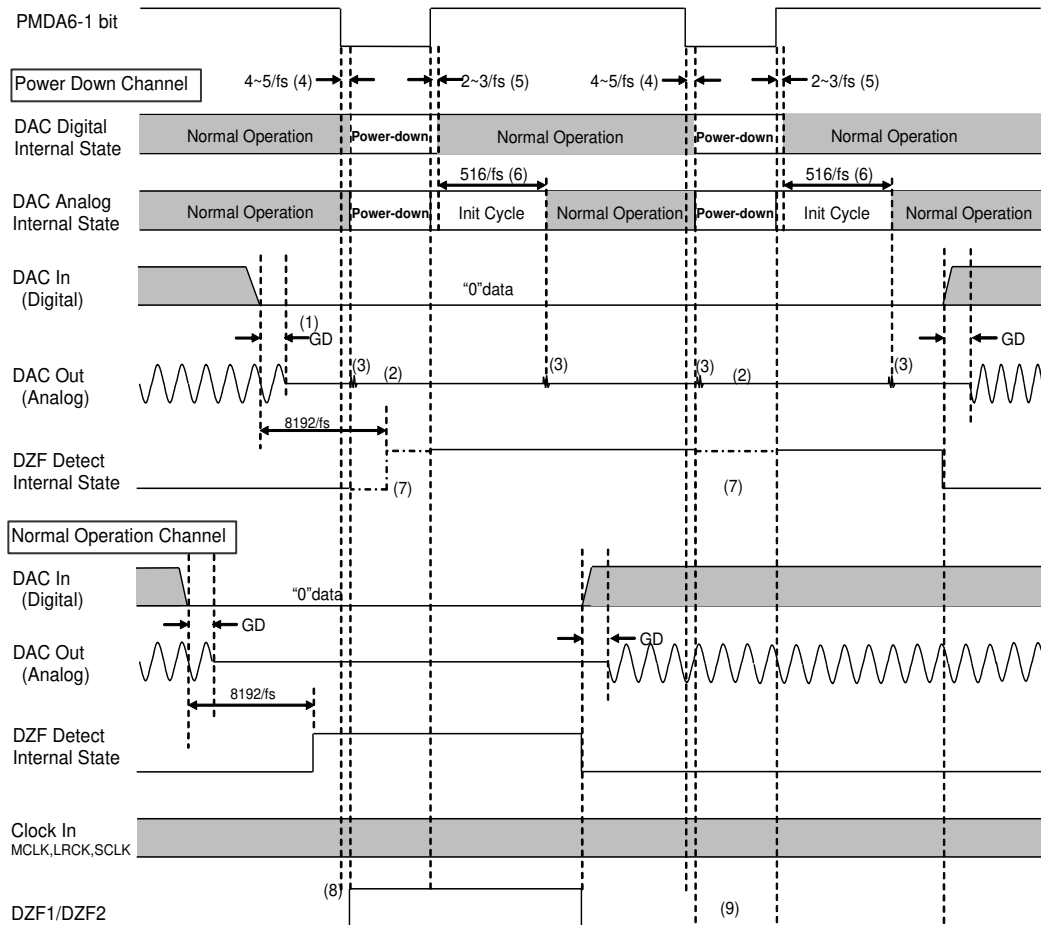 PMDA6-1 bit
4~5/fs (4)
2~3/fs (5)
4~5/fs (4)
2~3/fs (5)
Power Down Channel
DAC Digital
Internal State
Normal Operation
Power-down
Normal Operation
Power-down
Normal Operation
516/fs (6)
516/fs (6)
DAC Analog
Internal State
Normal Operation
Power-down
Init Cycle
Normal Operation
Power-down
Init Cycle
Normal Operation
DAC In
(Digital)
“0”data
(1)
GD
GD
DAC Out
(Analog)
(3)
(2)
(3)
(3)
(2)
(3)
8192/fs
DZF Detect
Internal State
(7)
(7)
Normal Operation Channel
DAC In
(Digital)
“0”data
GD
GD
DAC Out
(Analog)
8192/fs
DZF Detect
Internal State
Clock In
MCLK,LRCK,SCLK
(8)
DZF1/DZF2
(9)